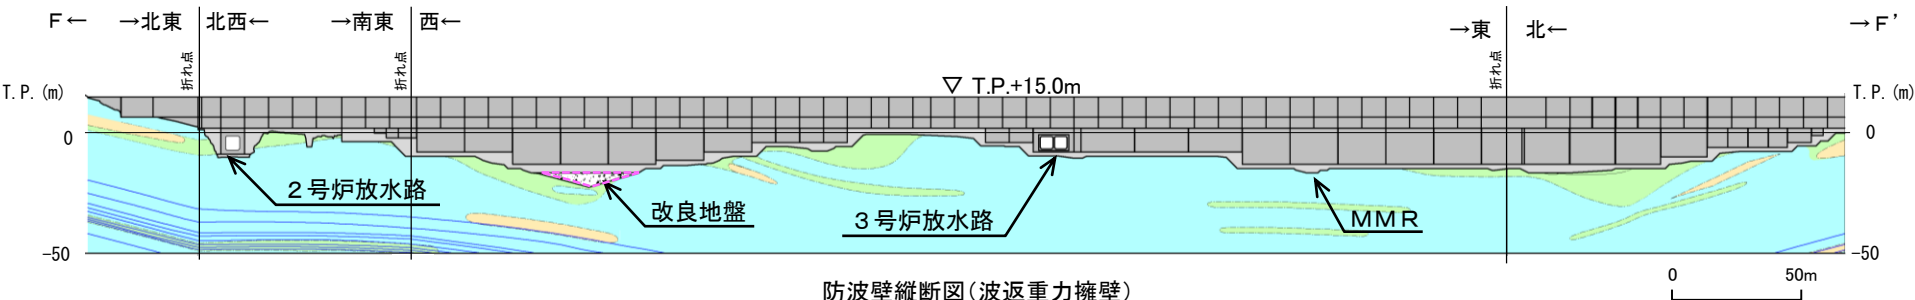 F← →北東 北西← →南東 西← →東 北← →F’
折れ点 折れ点 折れ点
T.P.(m) ▽ T.P.+15.0m T.P.(m)
0 0
2号炉放水路 改良地盤 3号炉放水路 MMR
-50 -50
0 50m
防波壁縦断図(波返重力擁壁)